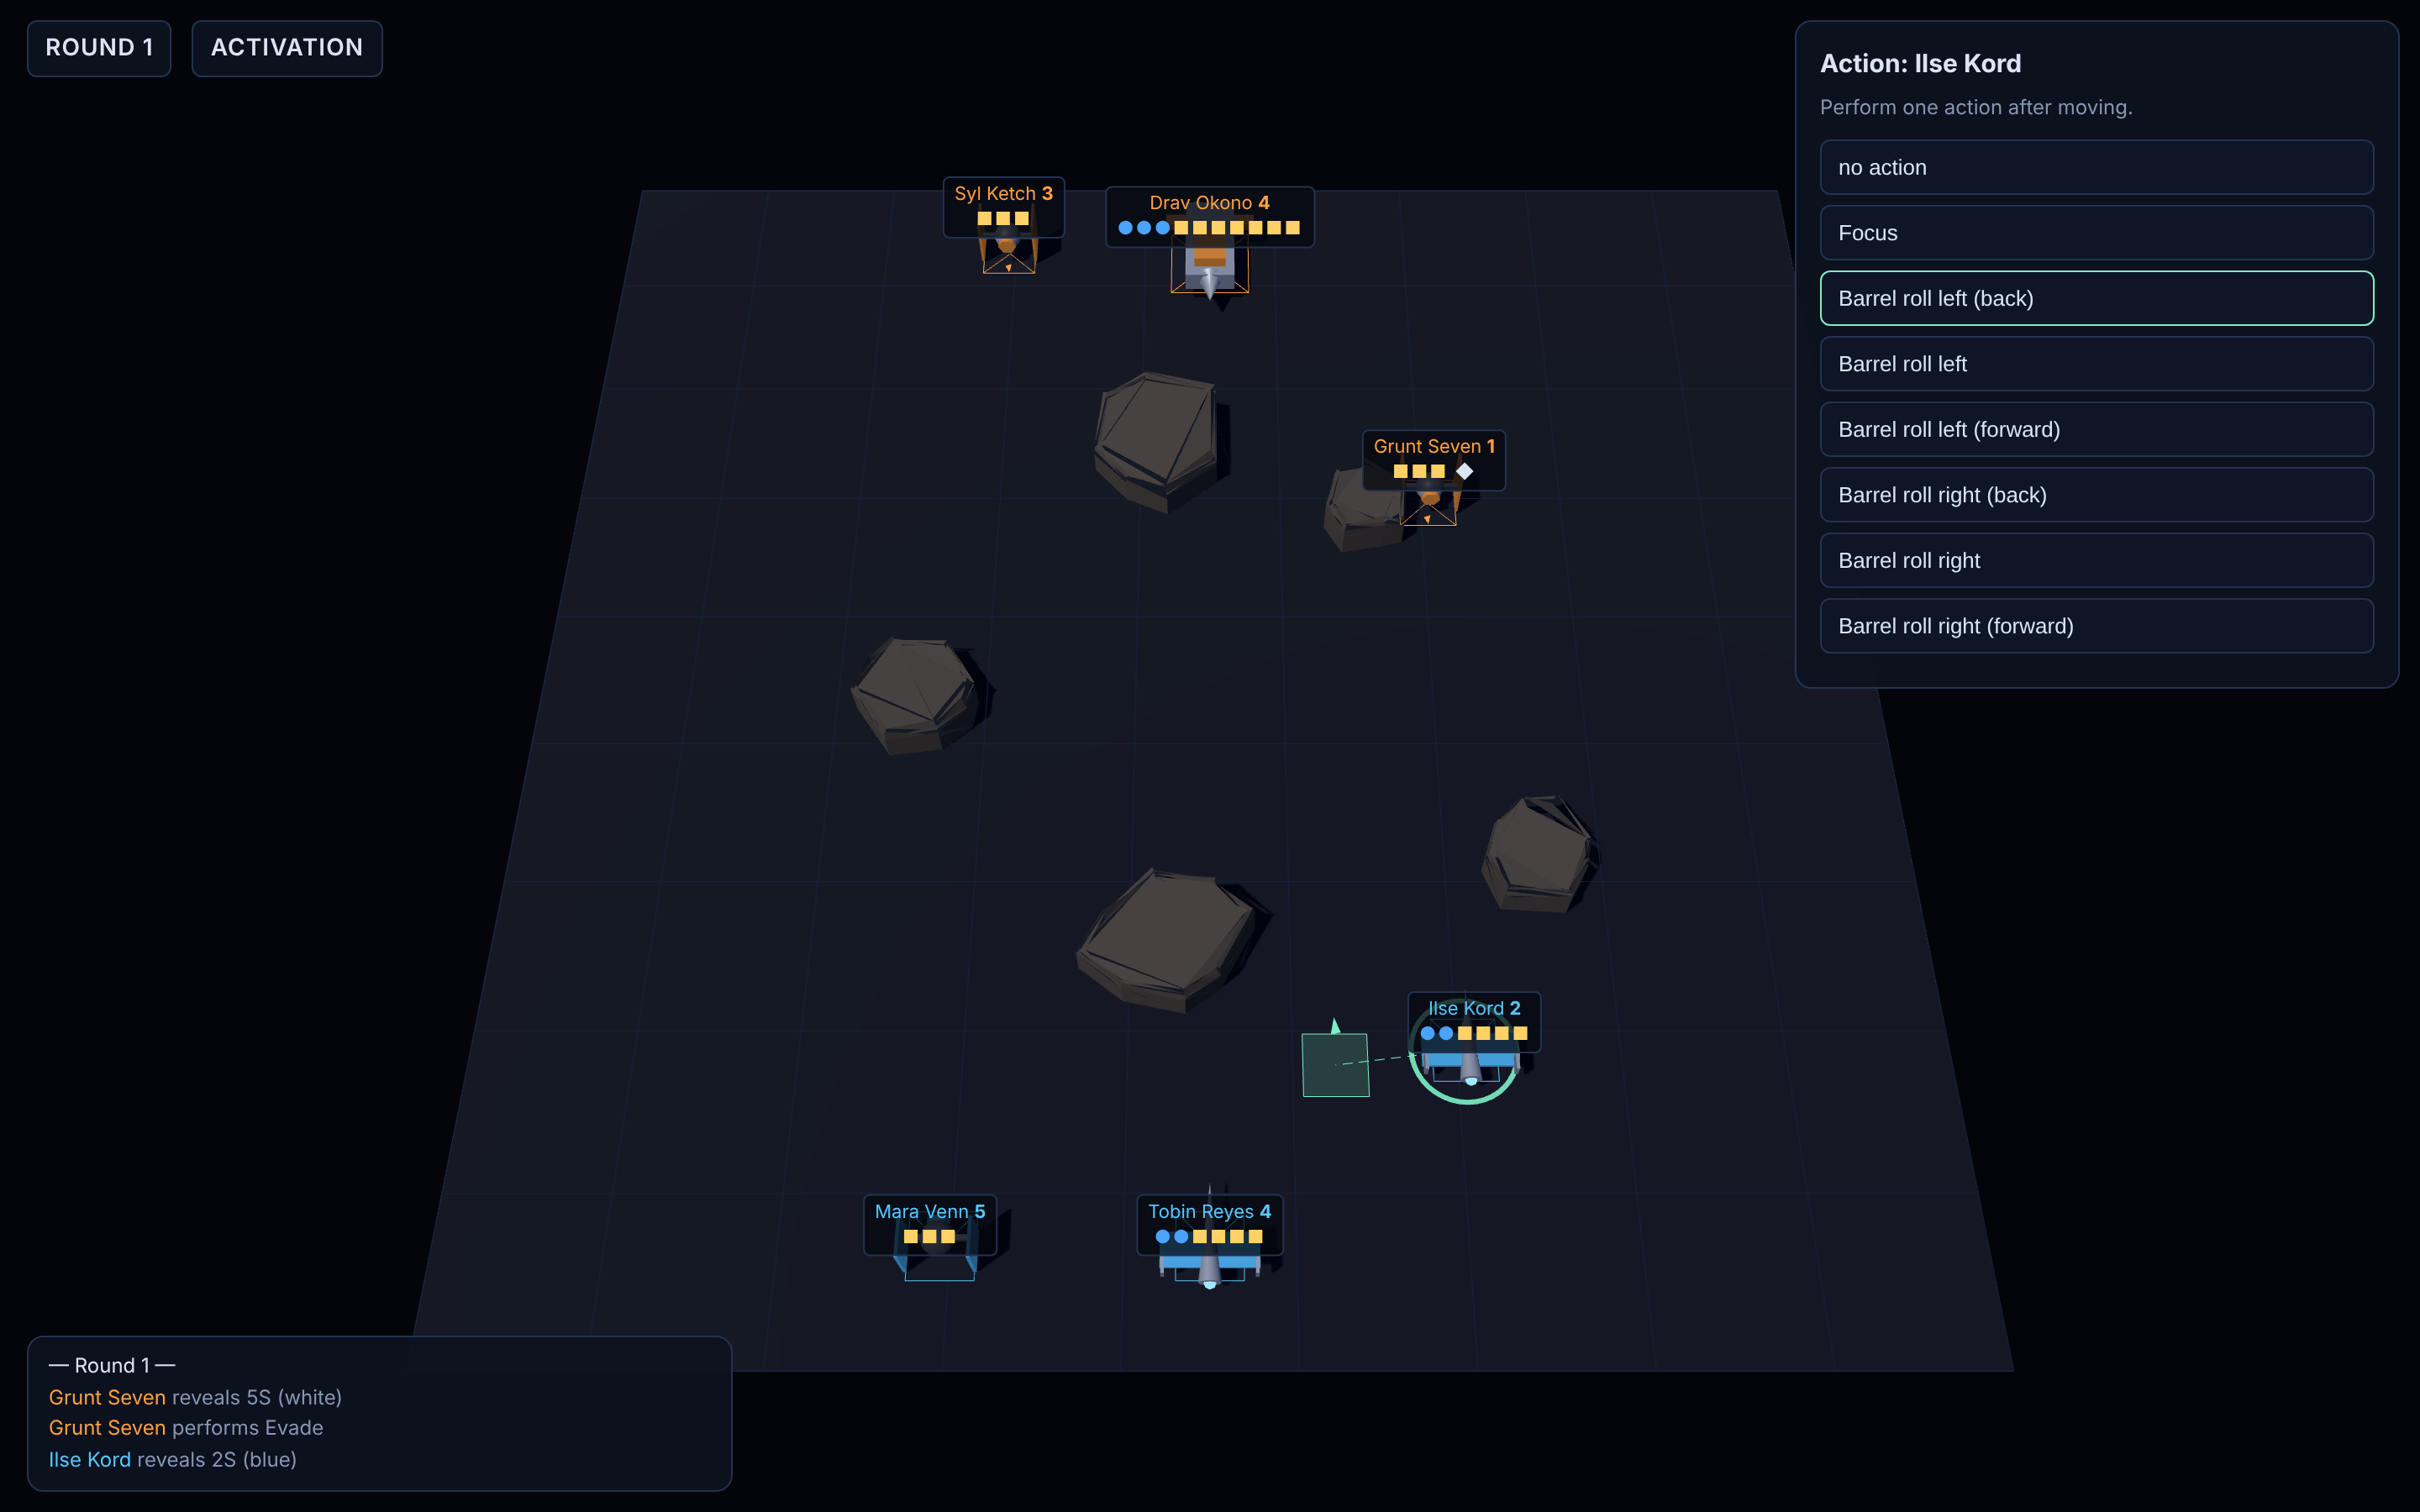 ROUND 1
ACTIVATION
Action: Ilse Kord
Perform one action after moving.
no action
Focus
Barrel roll left (back)
Barrel roll left
Barrel roll left (forward)
Barrel roll right (back)
Barrel roll right
Barrel roll right (forward)
Syl Ketch 3
Drav Okono 4
Grunt Seven 1
Ilse Kord 2
Mara Venn 5
Tobin Reyes 4
— Round 1 —
Grunt Seven reveals 5S (white)
Grunt Seven performs Evade
Ilse Kord reveals 2S (blue)